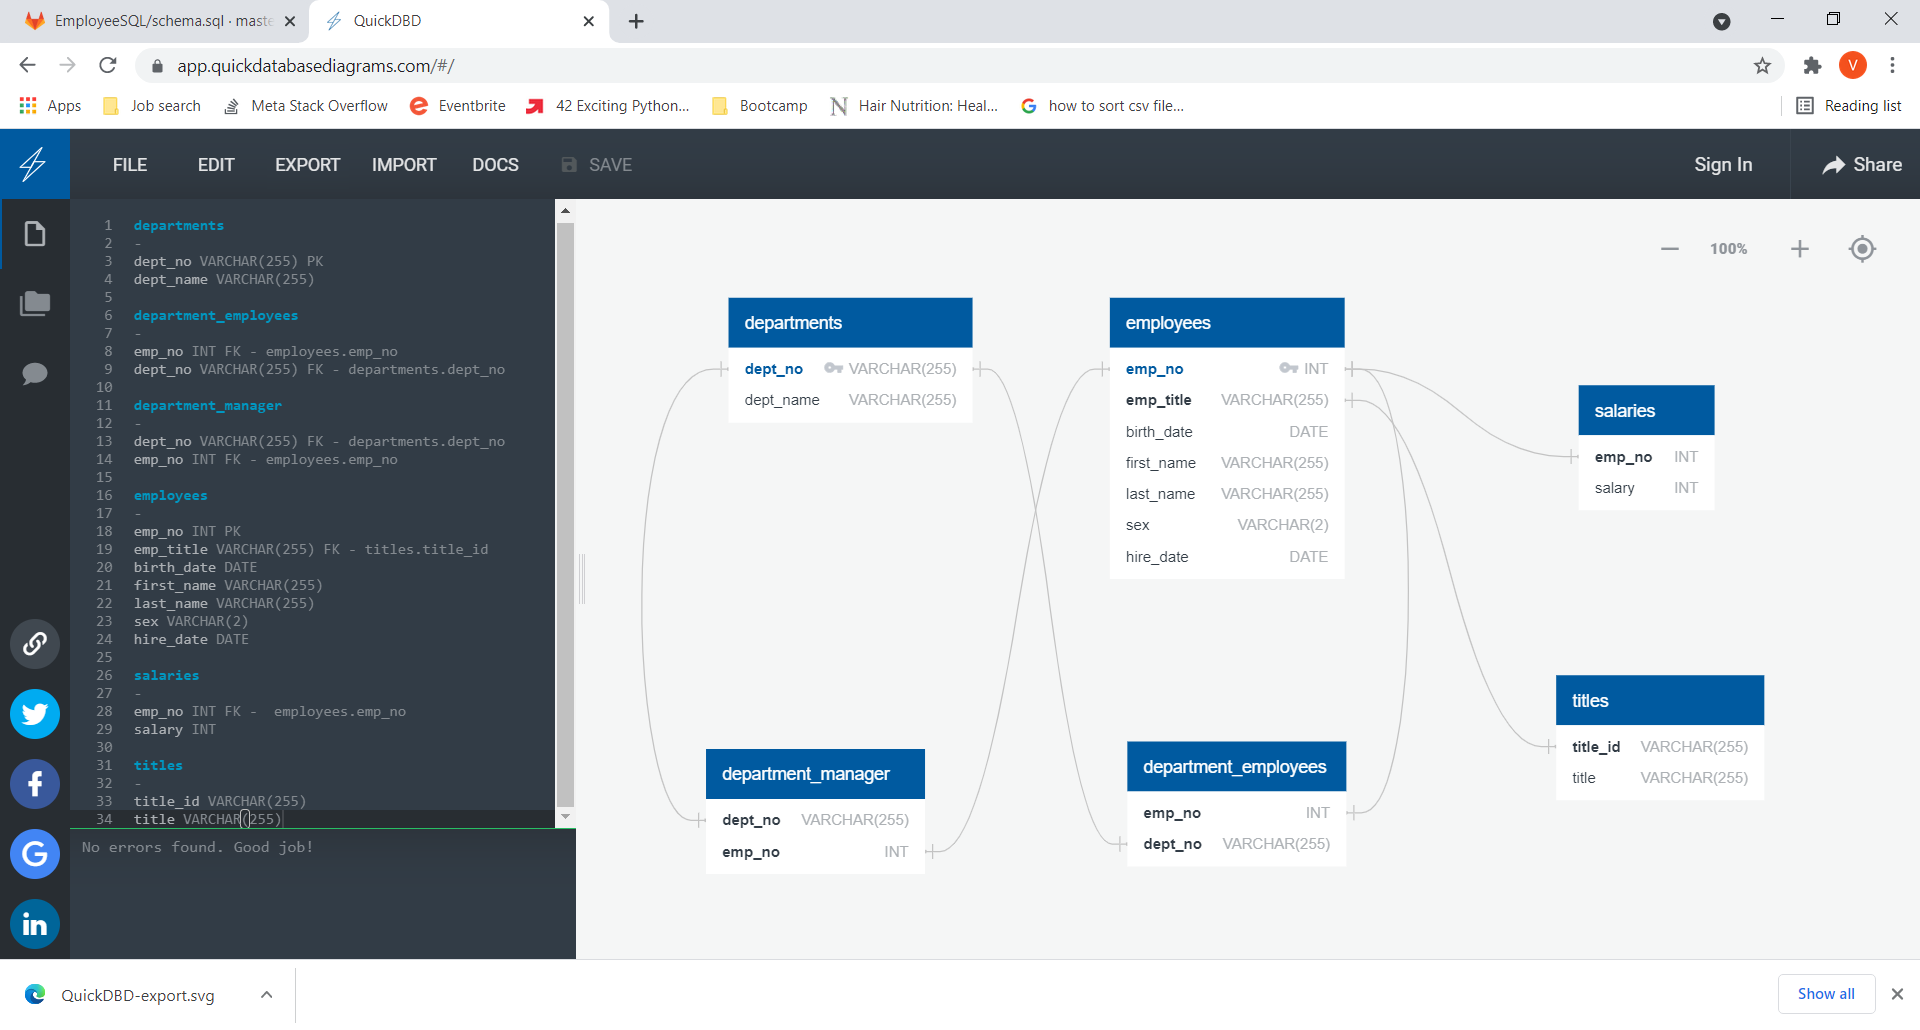 EmployeeSQL/schema.sql · maste
QuickDBD
app.quickdatabasediagrams.com/#/
V
Apps
Job search
Meta Stack Overflow
Eventbrite
42 Exciting Python...
Bootcamp
Hair Nutrition: Heal...
how to sort csv file...
Reading list
FILE
EDIT
EXPORT
IMPORT
DOCS
SAVE
Sign In
Share
1 departments
2 -
3 dept_no VARCHAR(255) PK
4 dept_name VARCHAR(255)
5
6 department_employees
7 -
8 emp_no INT FK - employees.emp_no
9 dept_no VARCHAR(255) FK - departments.dept_no
10
11 department_manager
12 -
13 dept_no VARCHAR(255) FK - departments.dept_no
14 emp_no INT FK - employees.emp_no
15
16 employees
17 -
18 emp_no INT PK
19 emp_title VARCHAR(255) FK - titles.title_id
20 birth_date DATE
21 first_name VARCHAR(255)
22 last_name VARCHAR(255)
23 sex VARCHAR(2)
24 hire_date DATE
25
26 salaries
27 -
28 emp_no INT FK -  employees.emp_no
29 salary INT
30
31 titles
32 -
33 title_id VARCHAR(255)
34 title VARCHAR(255)
No errors found. Good job!
100%
departments
dept_no VARCHAR(255)
dept_name VARCHAR(255)
employees
emp_no INT
emp_title VARCHAR(255)
birth_date DATE
first_name VARCHAR(255)
last_name VARCHAR(255)
sex VARCHAR(2)
hire_date DATE
salaries
emp_no INT
salary INT
titles
title_id VARCHAR(255)
title VARCHAR(255)
department_manager
dept_no VARCHAR(255)
emp_no INT
department_employees
emp_no INT
dept_no VARCHAR(255)
QuickDBD-export.svg
Show all